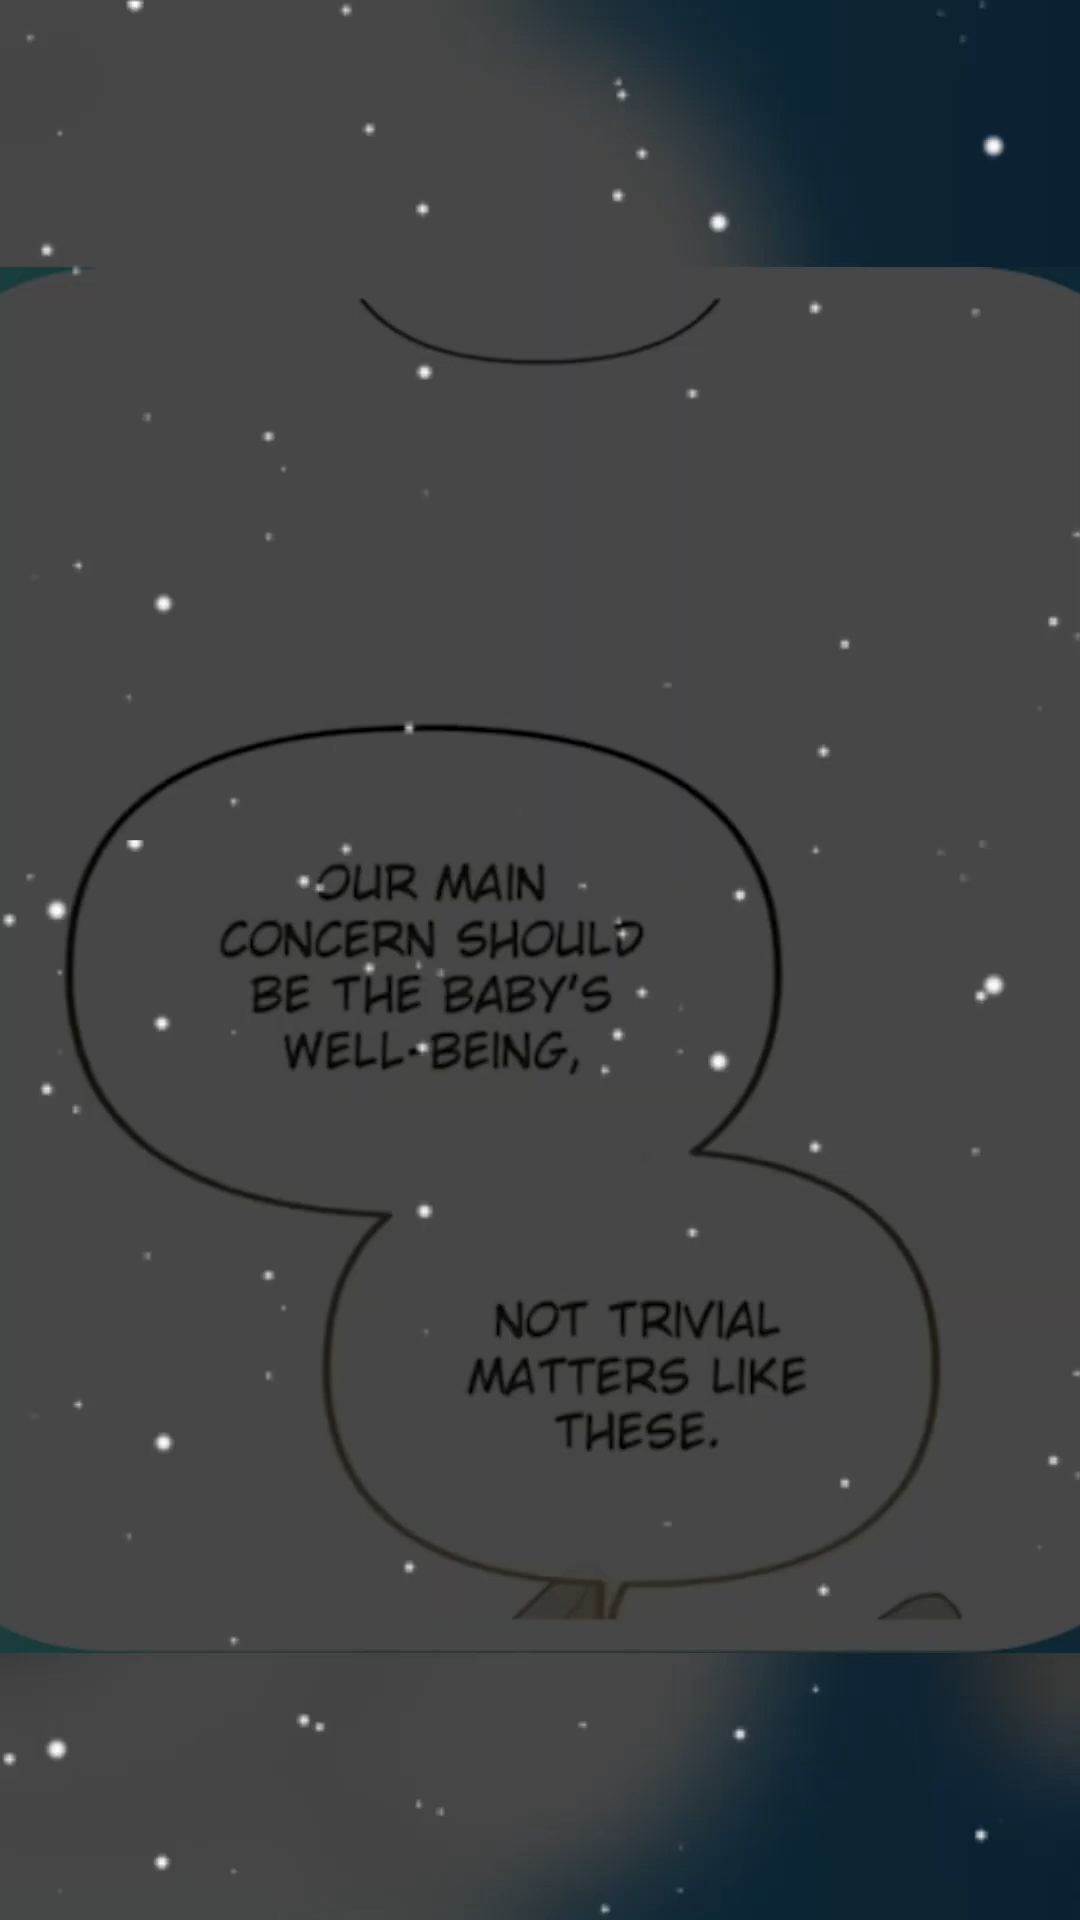 OUR MAIN
CONCERN SHOULD
BE THE BABY'S
WELL-BEING,
NOT TRIVIAL
MATTERS LIKE
THESE.